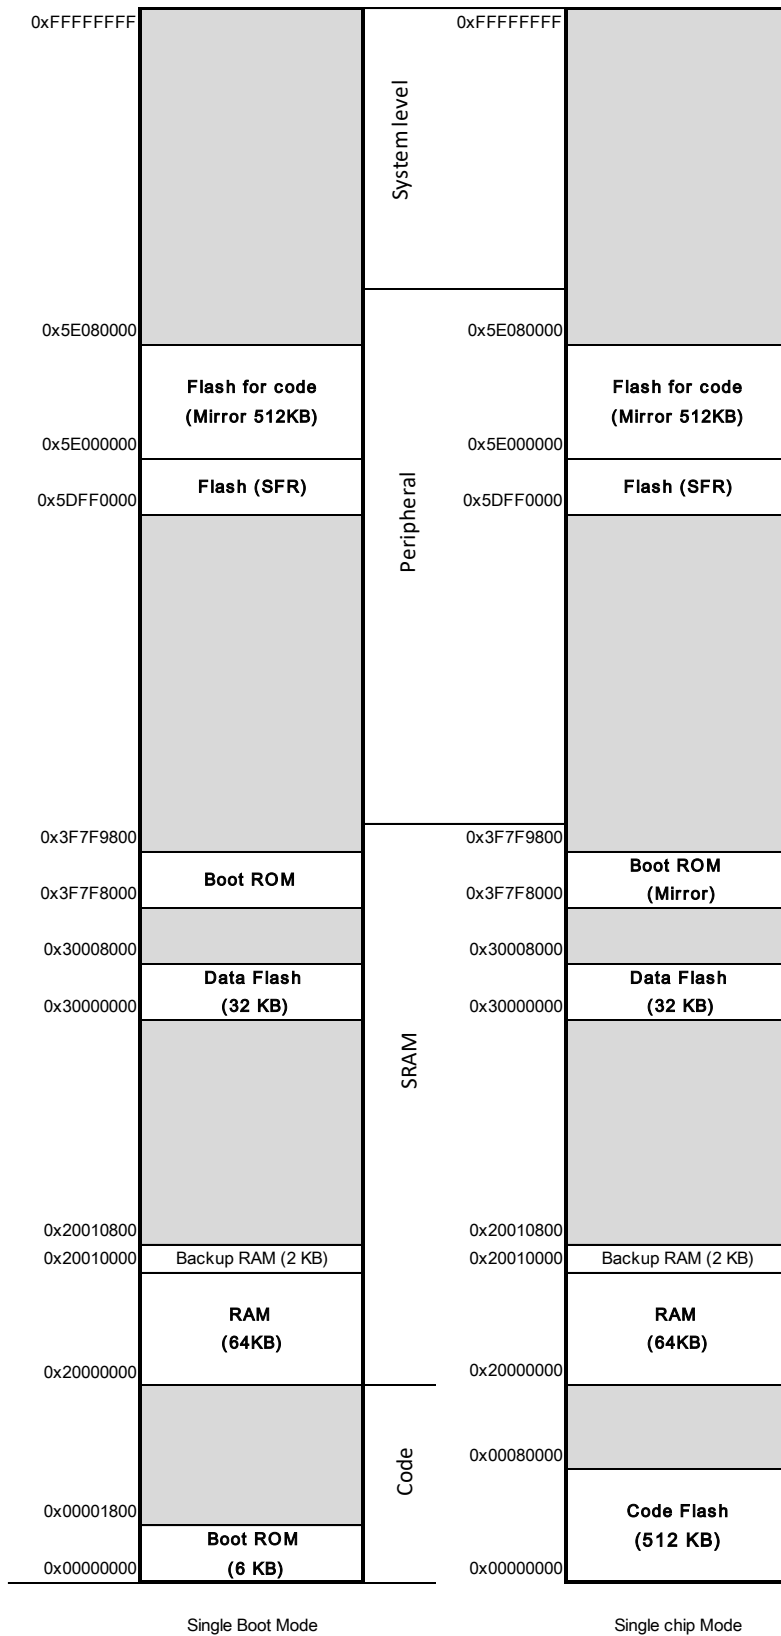 0xFFFFFFFF
0xFFFFFFFF
System level
0x5E080000
0x5E080000
Flash for code
(Mirror 512KB)
Flash for code
(Mirror 512KB)
0x5E000000
0x5E000000
Flash (SFR)
Flash (SFR)
0x5DFF0000
0x5DFF0000
Peripheral
0x3F7F9800
0x3F7F9800
Boot ROM
Boot ROM
(Mirror)
0x3F7F8000
0x3F7F8000
0x30008000
0x30008000
Data Flash
(32 KB)
Data Flash
(32 KB)
0x30000000
0x30000000
SRAM
0x20010800
0x20010800
0x20010000
Backup RAM (2 KB)
0x20010000
Backup RAM (2 KB)
RAM
(64KB)
RAM
(64KB)
0x20000000
0x20000000
Code
0x00080000
0x00001800
Boot ROM
(6 KB)
Code Flash
(512 KB)
0x00000000
0x00000000
Single Boot Mode
Single chip Mode